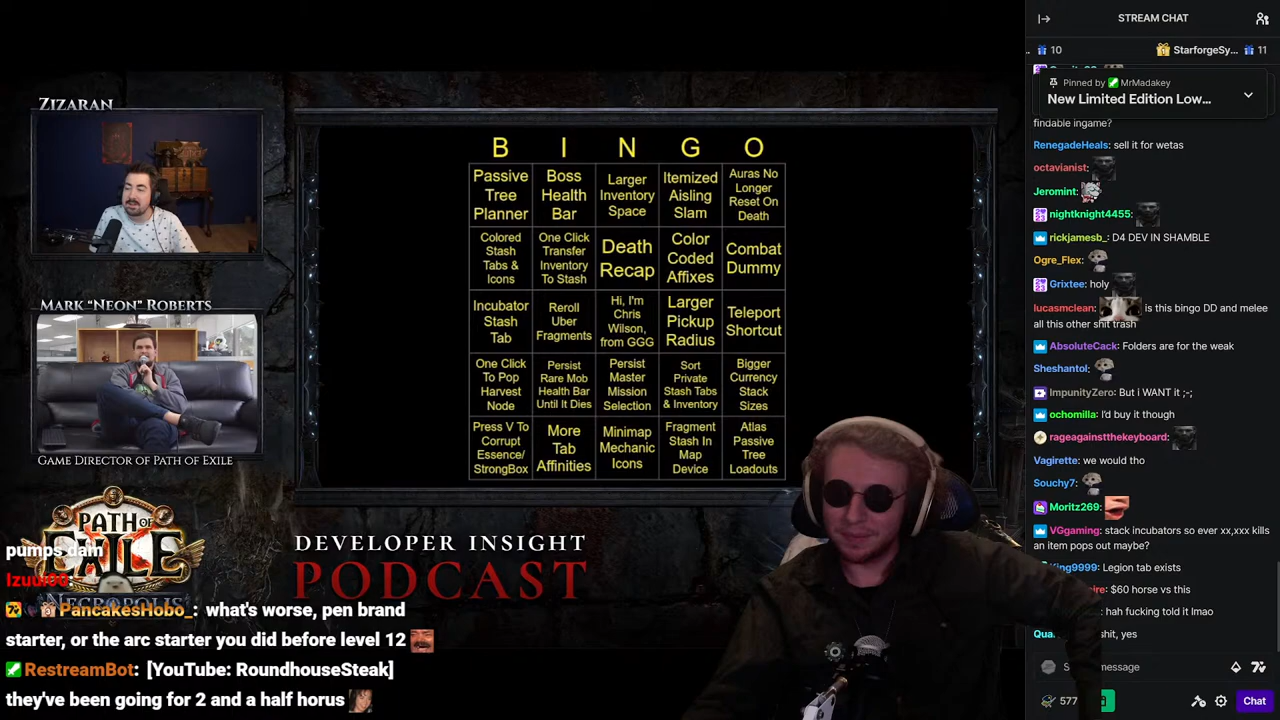 ZIZARAN
MARK "NEON" ROBERTS
GAME DIRECTOR OF PATH OF EXILE
B I N G O
Passive
Tree
Planner
Boss
Health
Bar
Larger
Inventory
Space
Itemized
Aisling
Slam
Auras No
Longer
Reset On
Death
Colored
Stash
Tabs &
Icons
One Click
Transfer
Inventory
To Stash
Death
Recap
Color
Coded
Affixes
Combat
Dummy
Incubator
Stash
Tab
Reroll
Uber
Fragments
Hi, I'm
Chris
Wilson,
from GGG
Larger
Pickup
Radius
Teleport
Shortcut
One Click
To Pop
Harvest
Node
Persist
Rare Mob
Health Bar
Until It Dies
Persist
Master
Mission
Selection
Sort
Private
Stash Tabs
& Inventory
Bigger
Currency
Stack
Sizes
Press V To
Corrupt
Essence/
StrongBox
More
Tab
Affinities
Minimap
Mechanic
Icons
Fragment
Stash In
Map
Device
Atlas
Passive
Tree
Loadouts
PATH OF
EXILE
NECROPOLIS
DEVELOPER INSIGHT
PODCAST
pumps dam
Izuul00
PancakesHobo_: what's worse, pen brand
starter, or the arc starter you did before level 12
RestreamBot: [YouTube: RoundhouseSteak]
they've been going for 2 and a half horus
STREAM CHAT
10 StarforgeSy... 11
Pinned by MrMadakey
New Limited Edition Low...
findable ingame?
RenegadeHeals: sell it for wetas
octavianist:
Jeromint:
nightknight4455:
rickjamesb_: D4 DEV IN SHAMBLE
Ogre_Flex:
Grixtee: holy
lucasmclean: is this bingo DD and melee
all this other shit trash
AbsoluteCack: Folders are for the weak
Sheshantol:
ImpunityZero: But i WANT it ;-;
ochomilla: I'd buy it though
rageagainstthekeyboard:
Vagirette: we would tho
Souchy7:
Moritz269:
VGgaming: stack incubators so ever xx,xxx kills
an item pops out maybe?
King9999: Legion tab exists
$60 horse vs this
hah fucking told it lmao
shit, yes
message
577
Chat